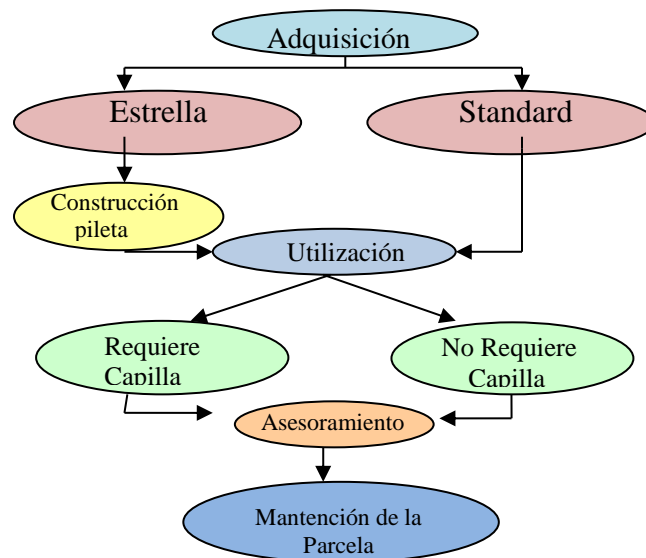 Adquisición
Estrella
Standard
Construcción
pileta
Utilización
Requiere
Capilla
No Requiere
Capilla
Asesoramiento
Mantención de la
Parcela